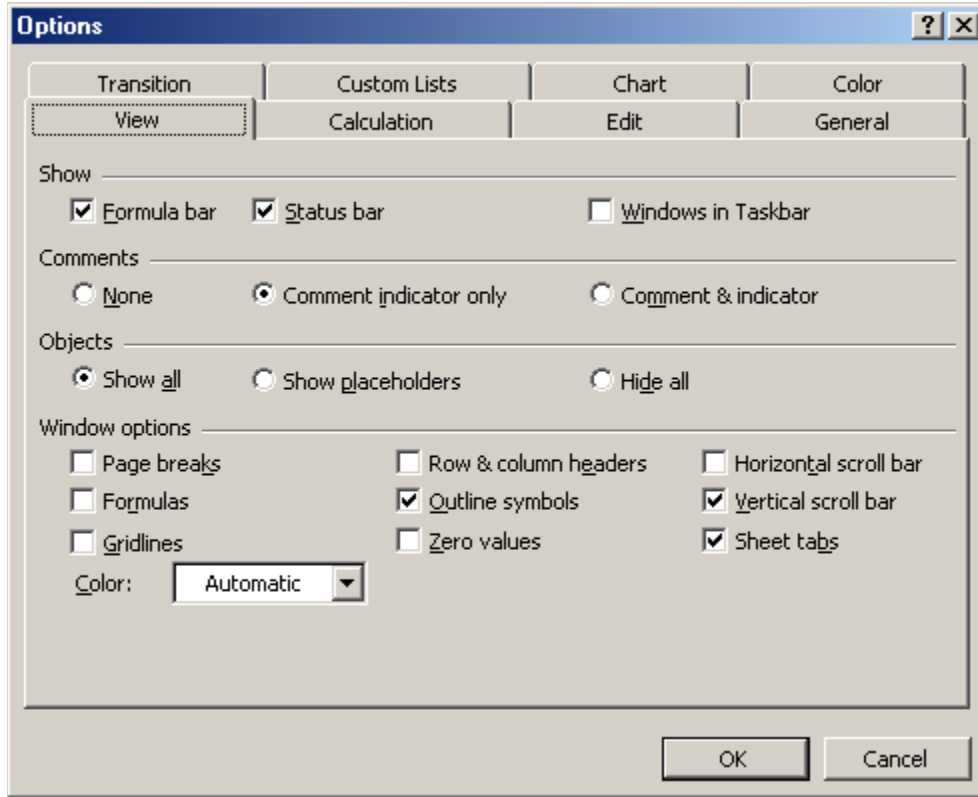 Options
Transition Custom Lists Chart Color
View Calculation Edit General
Show
Formula bar Status bar Windows in Taskbar
Comments
None Comment indicator only Comment & indicator
Objects
Show all Show placeholders Hide all
Window options
Page breaks Row & column headers Horizontal scroll bar
Formulas Outline symbols Vertical scroll bar
Gridlines Zero values Sheet tabs
Color: Automatic
OK Cancel